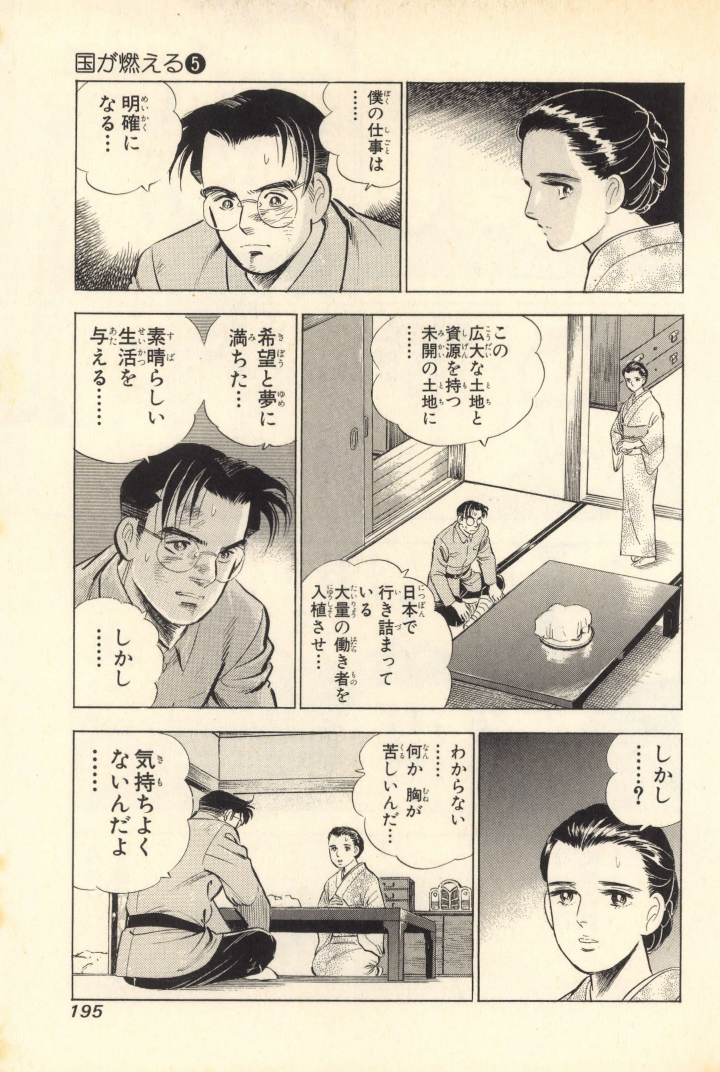 国が燃える❺
僕の仕事は
……
明確に
なる…
この
広大な土地と
資源を持つ
未開の土地に
……
日本で
行き詰まって
いる
大量の働き者を
入植させ…
希望と夢に
満ちた…
素晴らしい
生活を
与える……
しかし
しかし
……？
わからない
……
何か 胸が
苦しいんだ…
気持ちよく
ないんだよ
……
195